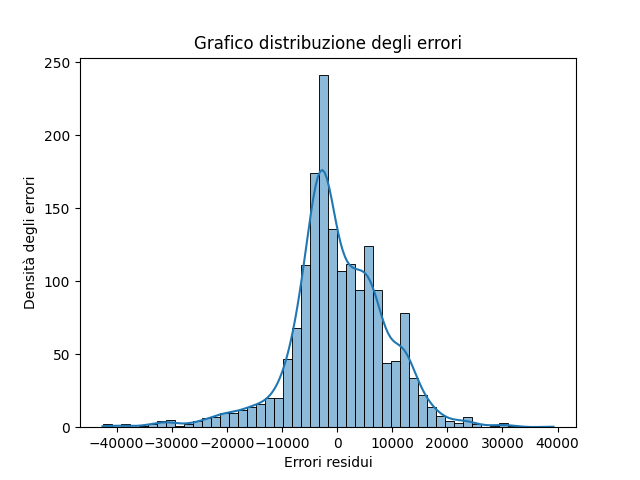 Grafico distribuzione degli errori
250
200
150
100
50
0
Densità degli errori
−40000 −30000 −20000 −10000 0 10000 20000 30000 40000
Errori residui